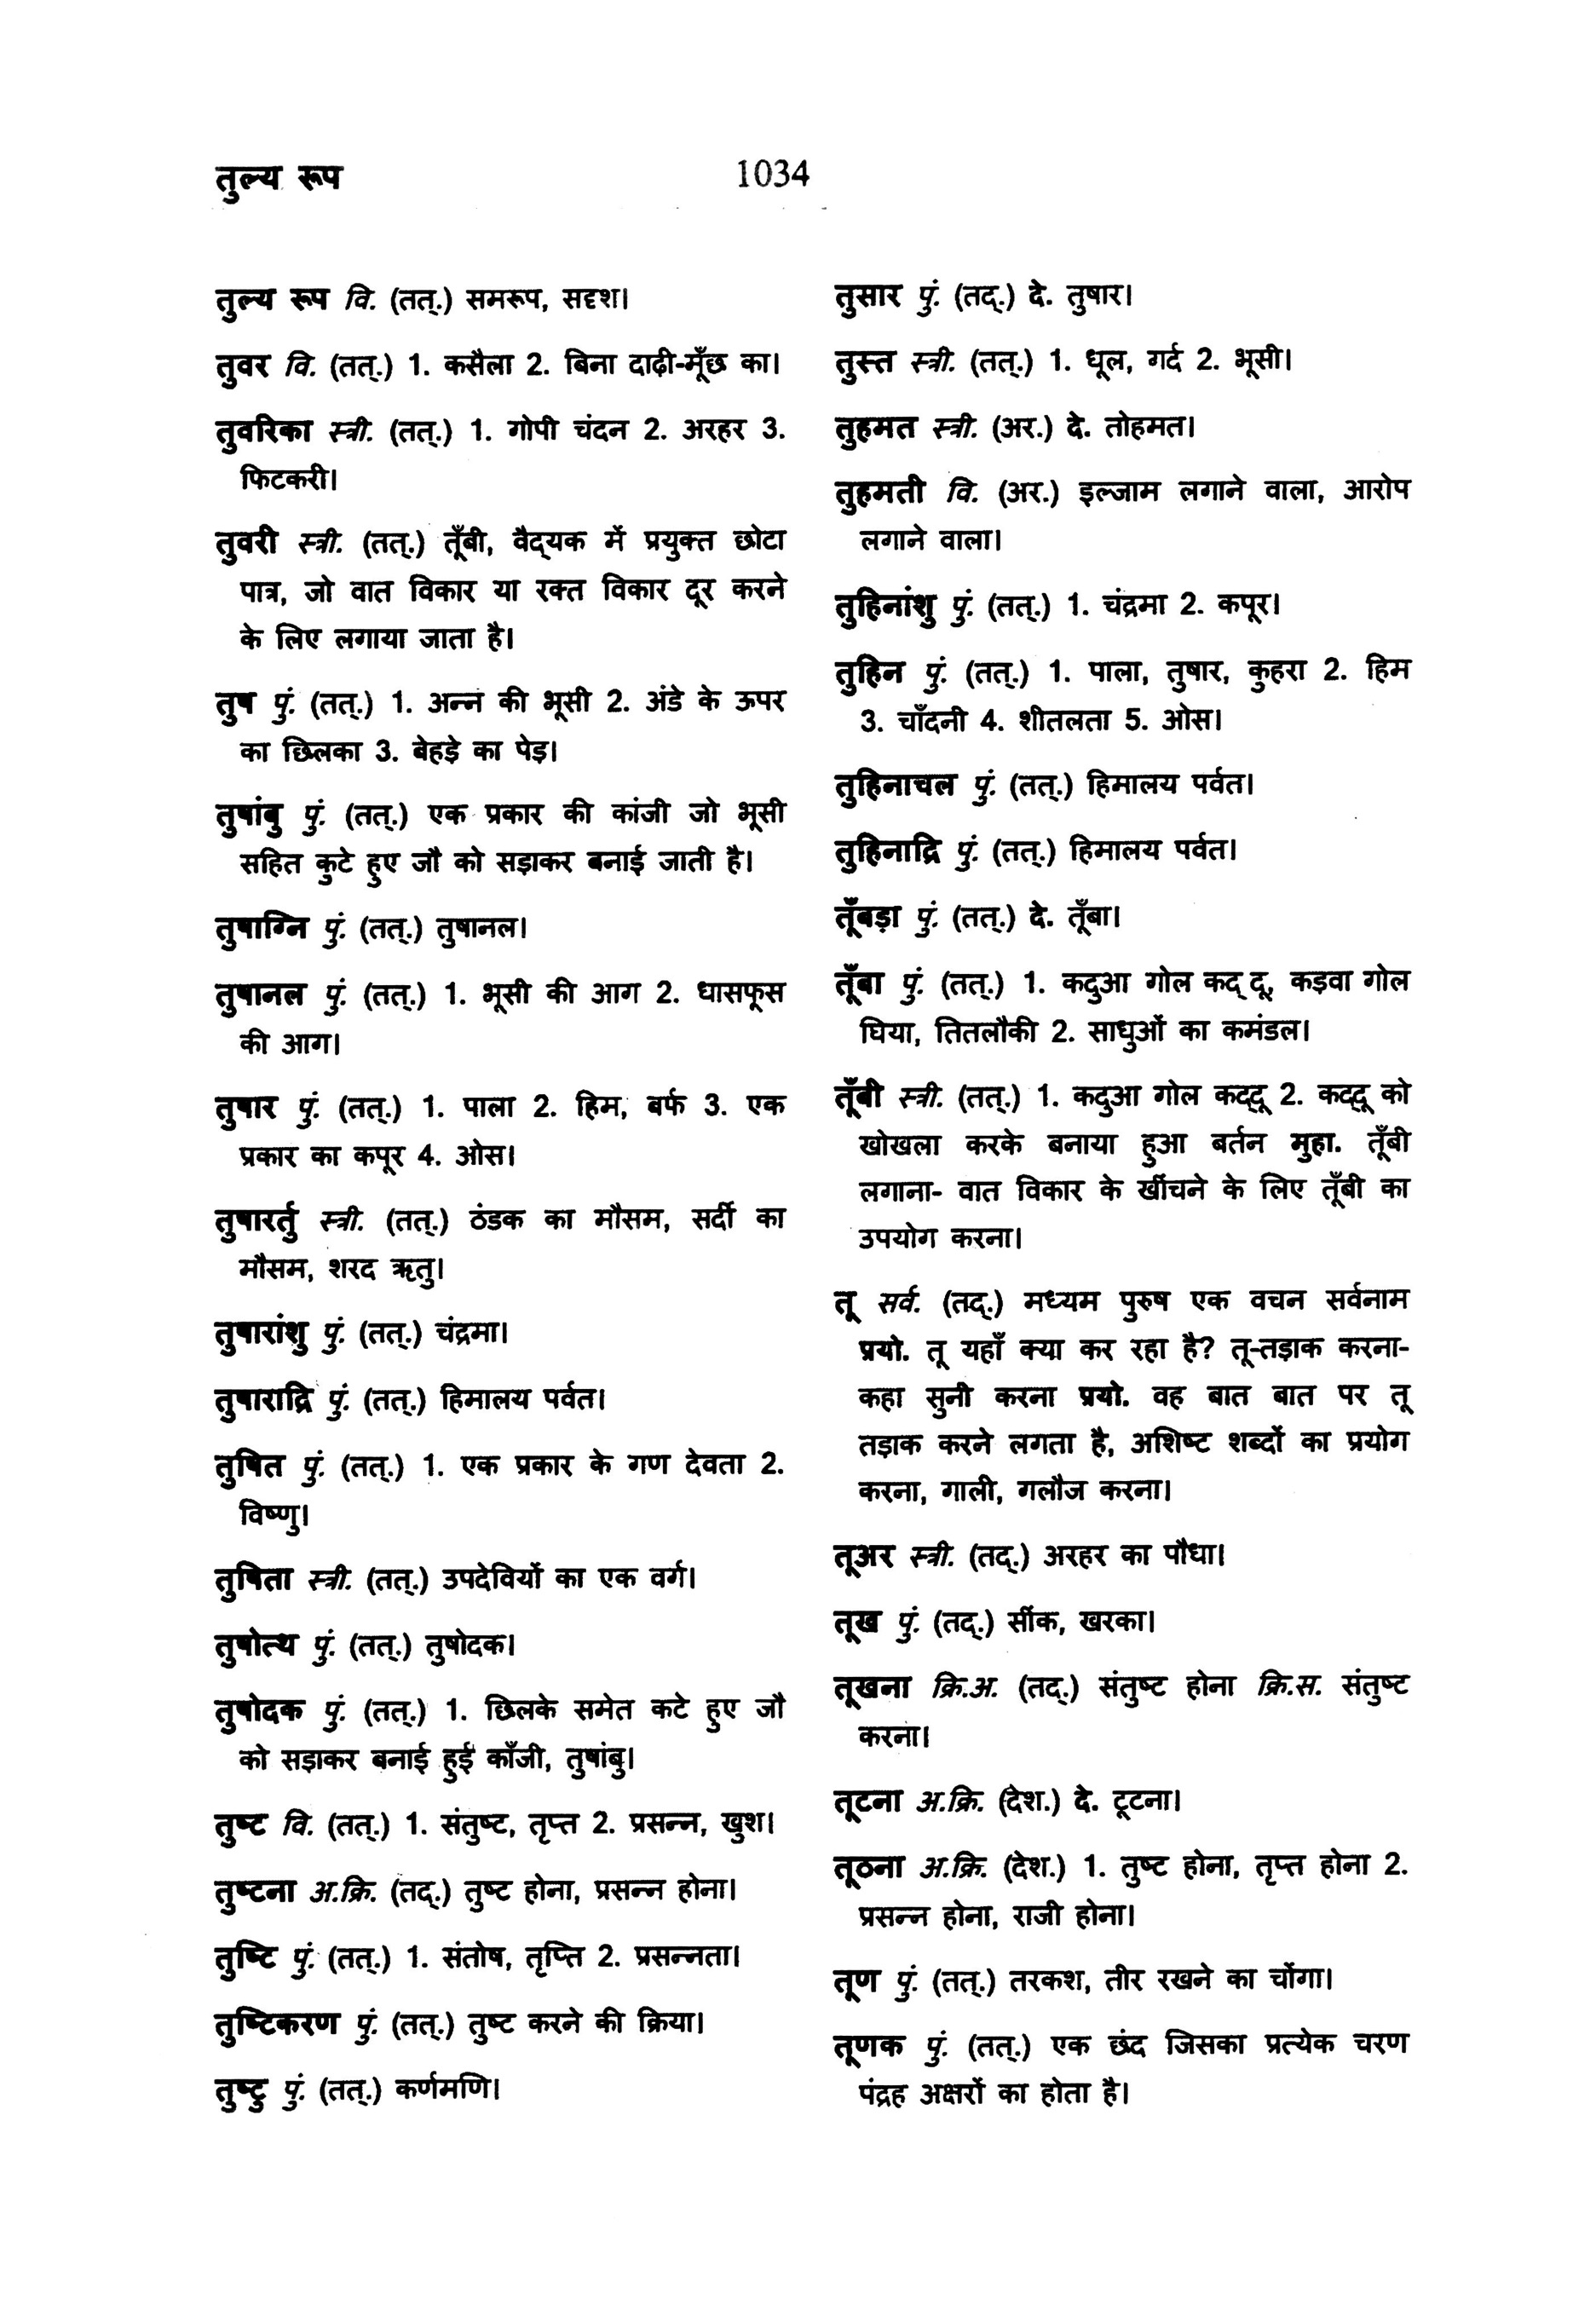 तुल्य रूप
1034
तुल्य रूप वि. (तत्.) समरूप, सदृश।
तुवर वि. (तत्.) 1. कसैला 2. बिना दाढ़ी-मूँछ का।
तुवरिका स्त्री. (तत्.) 1. गोपी चंदन 2. अरहर 3.
फिटकरी।
तुवरी स्त्री. (तत्.) तूँबी, वैद्यक में प्रयुक्त छोटा
पात्र, जो वात विकार या रक्त विकार दूर करने
के लिए लगाया जाता है।
तुष पुं. (तत्.) 1. अन्न की भूसी 2. अंडे के ऊपर
का छिलका 3. बेहड़े का पेड़।
तुषांबु पुं. (तत्.) एक प्रकार की कांजी जो भूसी
सहित कुटे हुए जौ को सड़ाकर बनाई जाती है।
तुषाग्नि पुं. (तत्.) तुषानल।
तुषानल पुं. (तत्.) 1. भूसी की आग 2. धासफूस
की आग।
तुषार पुं. (तत्.) 1. पाला 2. हिम, बर्फ 3. एक
प्रकार का कपूर 4. ओस।
तुषारर्तु स्त्री. (तत्.) ठंडक का मौसम, सर्दी का
मौसम, शरद ऋतु।
तुषारांशु पुं. (तत्.) चंद्रमा।
तुषाराद्रि पुं. (तत्.) हिमालय पर्वत।
तुषित पुं. (तत्.) 1. एक प्रकार के गण देवता 2.
विष्णु।
तुषिता स्त्री. (तत्.) उपदेवियों का एक वर्ग।
तुषोत्थ पुं. (तत्.) तुषोदक।
तुषोदक पुं. (तत्.) 1. छिलके समेत कटे हुए जौ
को सड़ाकर बनाई हुई काँजी, तुषांबु।
तुष्ट वि. (तत्.) 1. संतुष्ट, तृप्त 2. प्रसन्न, खुश।
तुष्टना अ.क्रि. (तद्.) तुष्ट होना, प्रसन्न होना।
तुष्टि पुं. (तत्.) 1. संतोष, तृप्ति 2. प्रसन्नता।
तुष्टिकरण पुं. (तत्.) तुष्ट करने की क्रिया।
तुष्टु पुं. (तत्.) कर्णमणि।
तुसार पुं. (तद्.) दे. तुषार।
तुस्त स्त्री. (तत्.) 1. धूल, गर्द 2. भूसी।
तुहमत स्त्री. (अर.) दे. तोहमत।
तुहमती वि. (अर.) इल्जाम लगाने वाला, आरोप
लगाने वाला।
तुहिनांशु पुं. (तत्.) 1. चंद्रमा 2. कपूर।
तुहिन पुं. (तत्.) 1. पाला, तुषार, कुहरा 2. हिम
3. चाँदनी 4. शीतलता 5. ओस।
तुहिनाचल पुं. (तत्.) हिमालय पर्वत।
तुहिनाद्रि पुं. (तत्.) हिमालय पर्वत।
तूँबड़ा पुं. (तत्.) दे. तूँबा।
तूँबा पुं. (तत्.) 1. कदुआ गोल कद्दू, कड़वा गोल
घिया, तितलौकी 2. साधुओं का कमंडल।
तूँबी स्त्री. (तत्.) 1. कदुआ गोल कद्दू 2. कद्दू को
खोखला करके बनाया हुआ बर्तन मुहा. तूँबी
लगाना- वात विकार के खींचने के लिए तूँबी का
उपयोग करना।
तू सर्व. (तद्.) मध्यम पुरुष एक वचन सर्वनाम
प्रयो. तू यहाँ क्या कर रहा है? तू-तड़ाक करना-
कहा सुनी करना प्रयो. वह बात बात पर तू
तड़ाक करने लगता है, अशिष्ट शब्दों का प्रयोग
करना, गाली, गलौज करना।
तूअर स्त्री. (तद्.) अरहर का पौधा।
तूख पुं. (तद्.) सींक, खरका।
तूखना क्रि.अ. (तद्.) संतुष्ट होना क्रि.स. संतुष्ट
करना।
तूटना अ.क्रि. (देश.) दे. टूटना।
तूठना अ.क्रि. (देश.) 1. तुष्ट होना, तृप्त होना 2.
प्रसन्न होना, राजी होना।
तूण पुं. (तत्.) तरकश, तीर रखने का चोंगा।
तूणक पुं. (तत्.) एक छंद जिसका प्रत्येक चरण
पंद्रह अक्षरों का होता है।